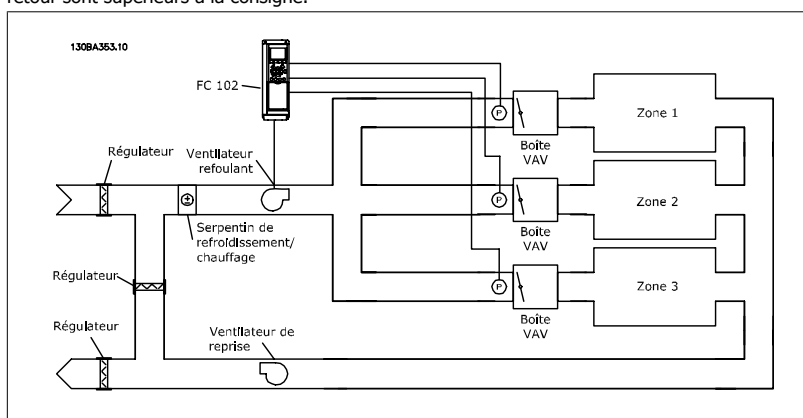 retour sont supérieurs à la consigne.
130BA353.10
FC 102
P
Zone 1
Régulateur
Ventilateur
refoulant
Boîte
VAV
P
Zone 2
Serpentin de
refroidissement/
chauffage
Boîte
VAV
Régulateur
P
Zone 3
Régulateur
Ventilateur de
reprise
Boîte
VAV